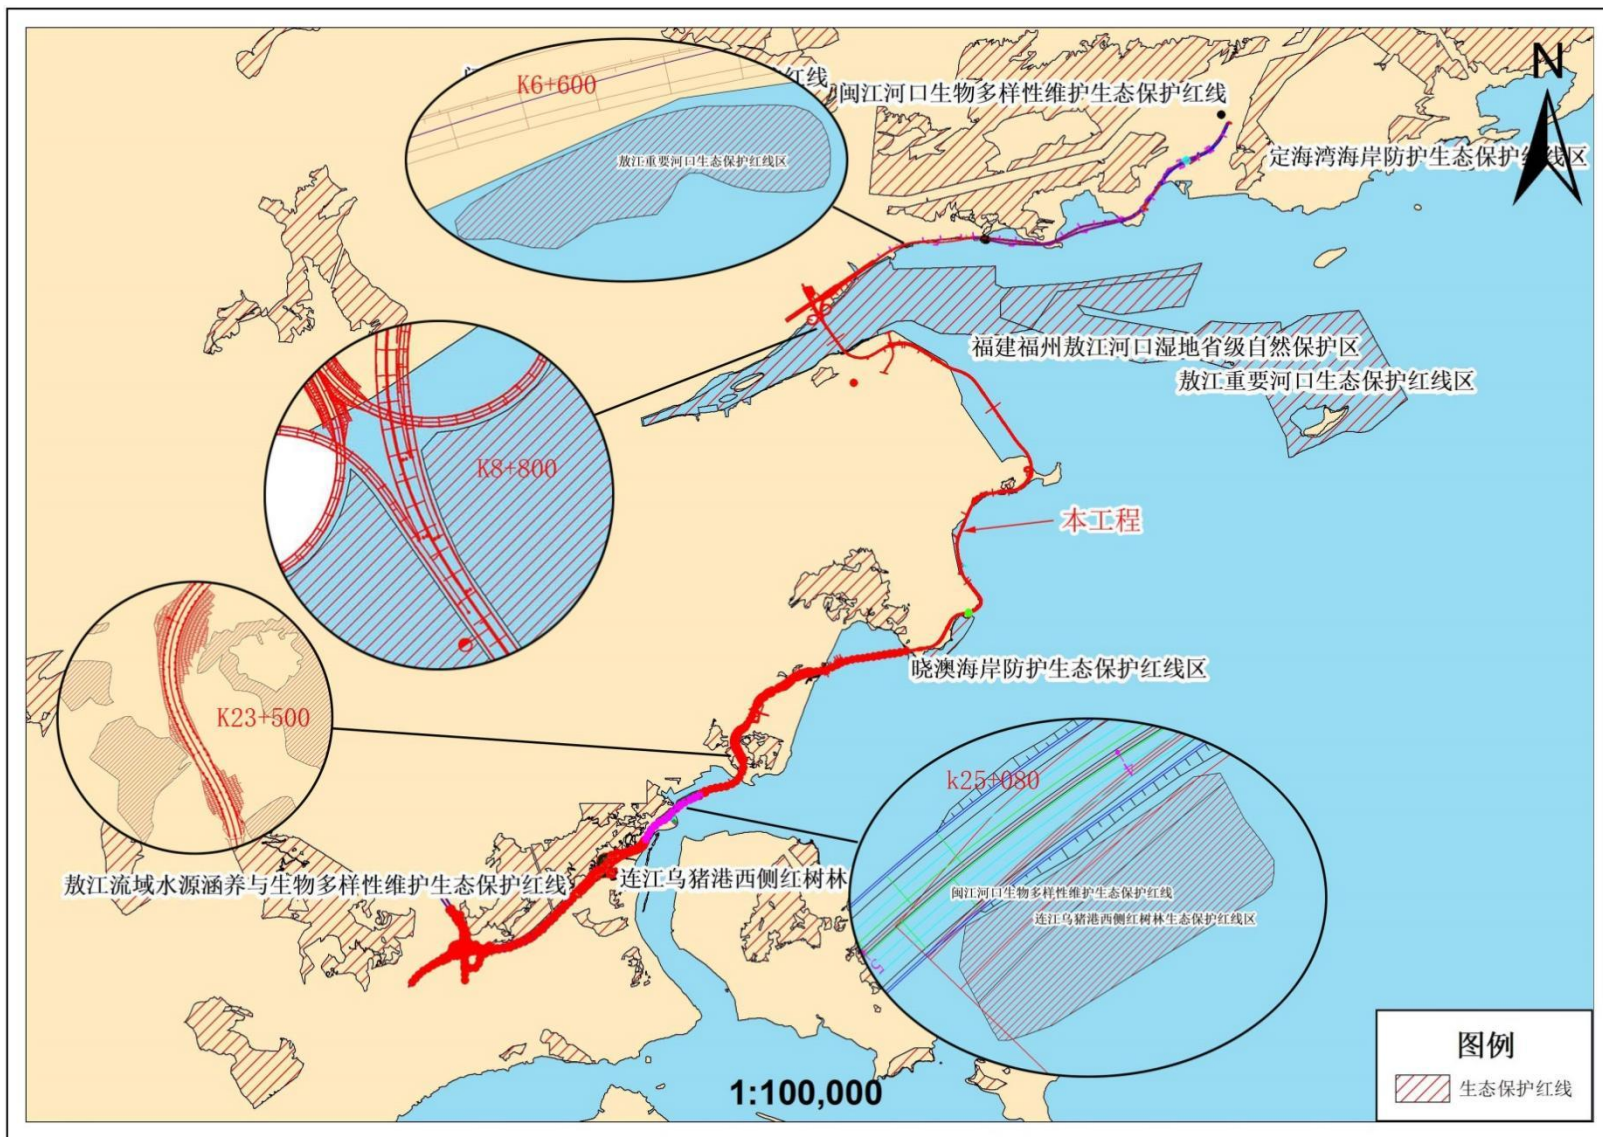 K6+600
红线
敖江重要河口生态保护红线区
闽江河口生物多样性维护生态保护红线
N
定海湾海岸防护生态保护红线区
福建福州敖江河口湿地省级自然保护区
敖江重要河口生态保护红线区
K8+800
本工程
晓澳海岸防护生态保护红线区
K23+500
k25+080
闽江河口生物多样性维护生态保护红线
连江乌猪港西侧红树林生态保护红线区
敖江流域水源涵养与生物多样性维护生态保护红线
连江乌猪港西侧红树林
1:100,000
图例
生态保护红线